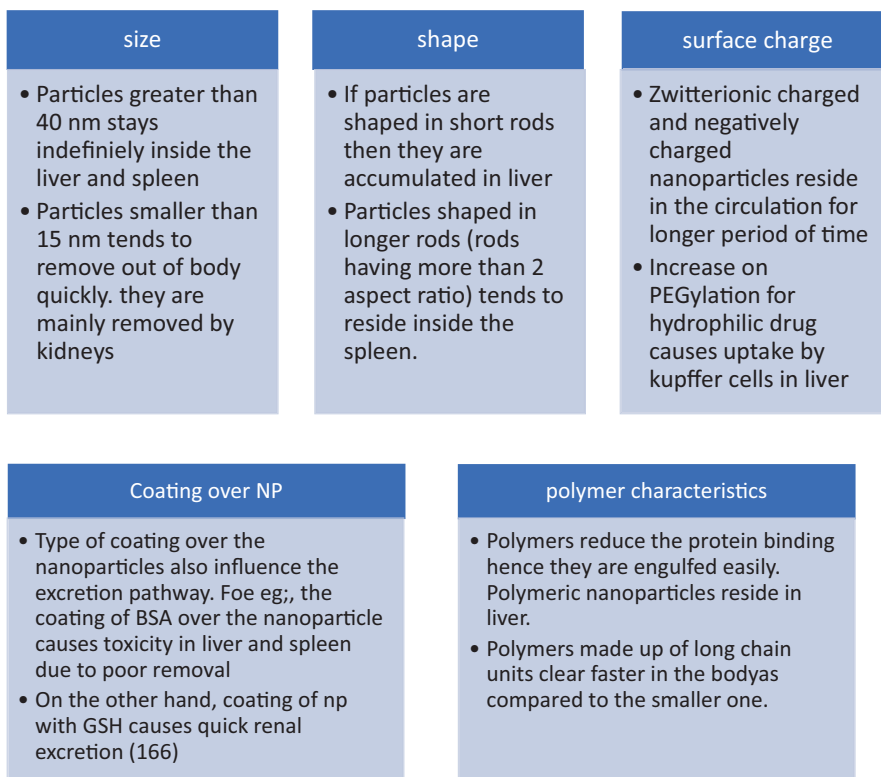 size
• Particles greater than
40 nm stays
indefiniely inside the
liver and spleen
• Particles smaller than
15 nm tends to
remove out of body
quickly. they are
mainly removed by
kidneys
shape
• If particles are
shaped in short rods
then they are
accumulated in liver
• Particles shaped in
longer rods (rods
having more than 2
aspect ratio) tends to
reside inside the
spleen.
surface charge
• Zwitterionic charged
and negatively
charged
nanoparticles reside
in the circulation for
longer period of time
• Increase on
PEGylation for
hydrophilic drug
causes uptake by
kupffer cells in liver
Coating over NP
• Type of coating over the
nanoparticles also influence the
excretion pathway. Foe eg;, the
coating of BSA over the nanoparticle
causes toxicity in liver and spleen
due to poor removal
• On the other hand, coating of np
with GSH causes quick renal
excretion (166)
polymer characteristics
• Polymers reduce the protein binding
hence they are engulfed easily.
Polymeric nanoparticles reside in
liver.
• Polymers made up of long chain
units clear faster in the bodyas
compared to the smaller one.